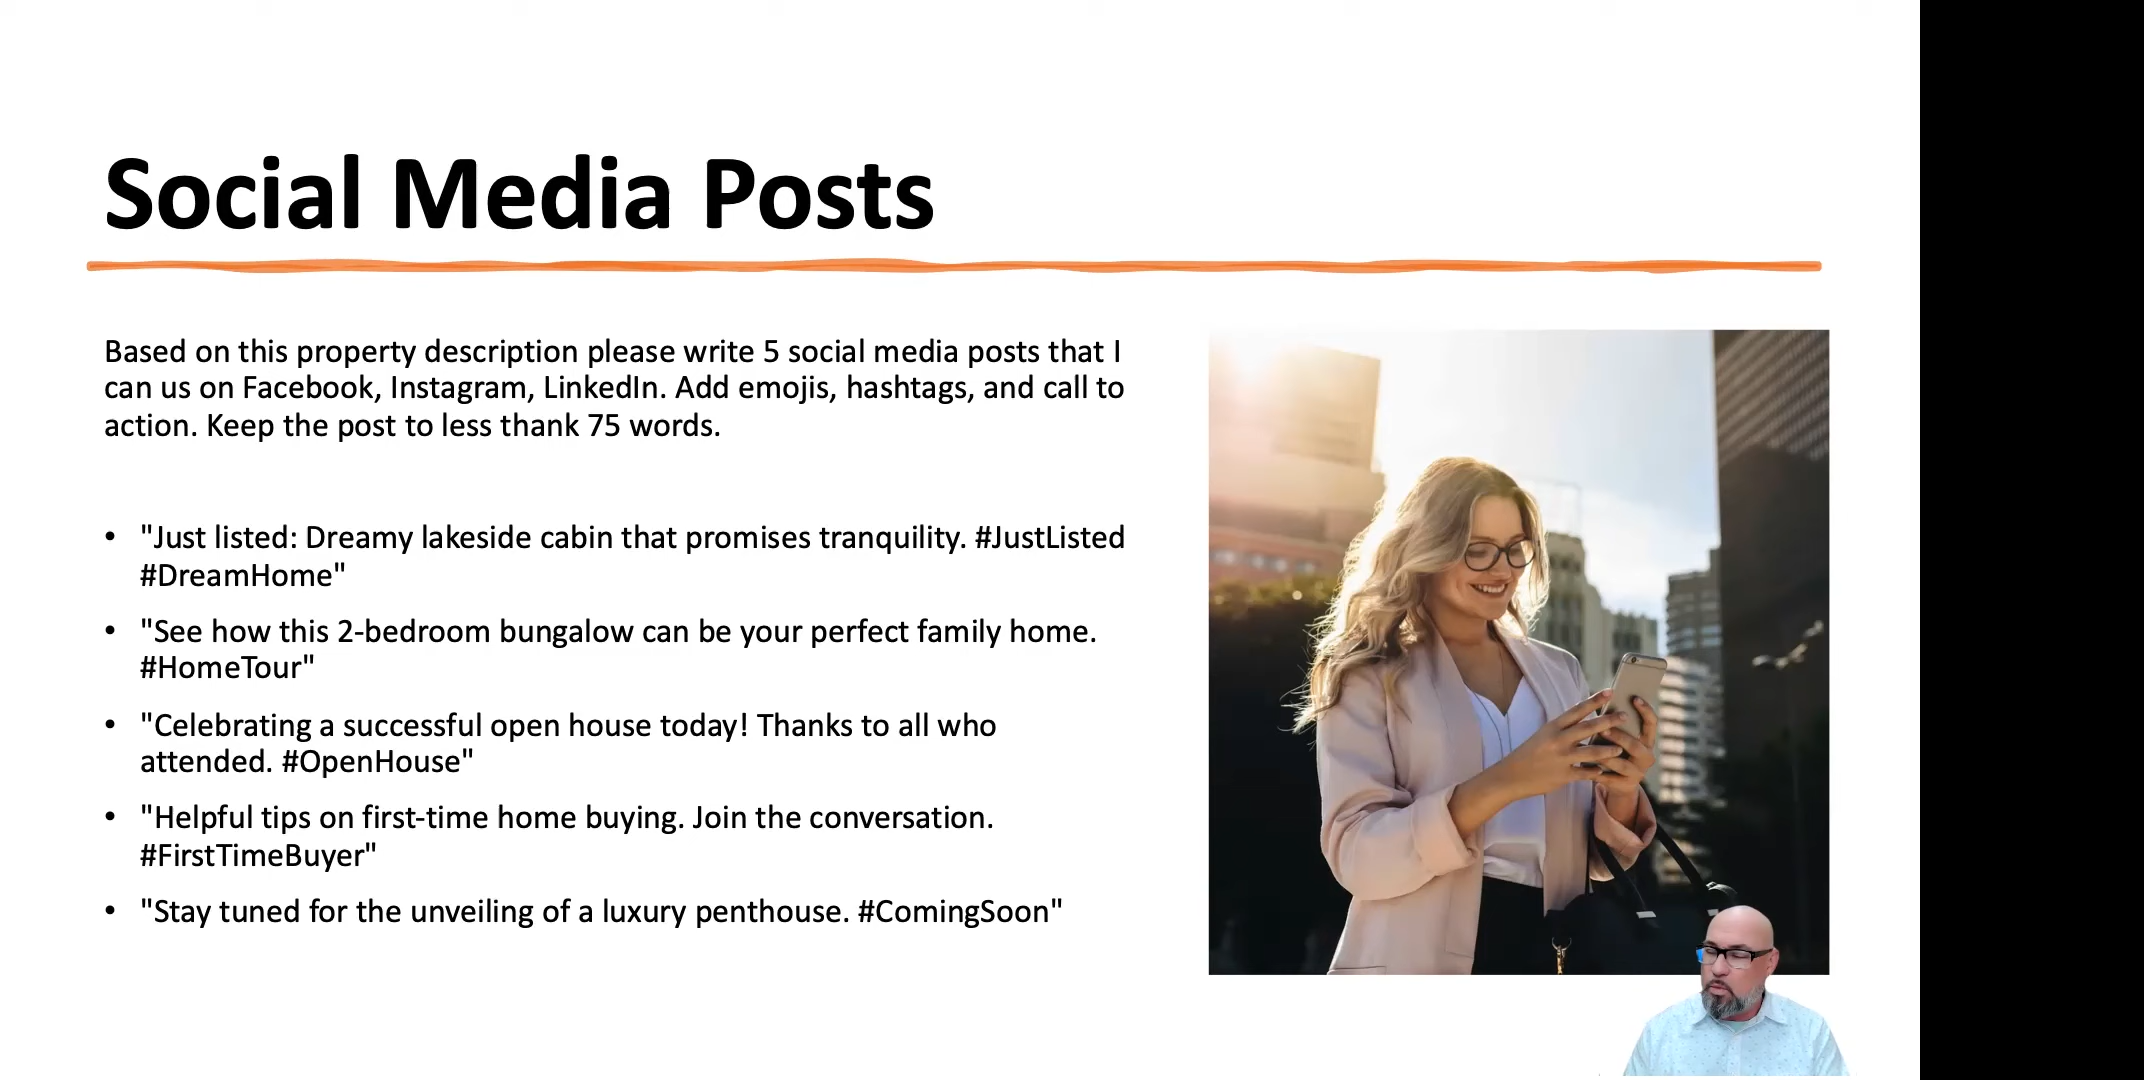 Social Media Posts
Based on this property description please write 5 social media posts that I
can us on Facebook, Instagram, LinkedIn. Add emojis, hashtags, and call to
action. Keep the post to less thank 75 words.
• "Just listed: Dreamy lakeside cabin that promises tranquility. #JustListed
#DreamHome"
• "See how this 2-bedroom bungalow can be your perfect family home.
#HomeTour"
• "Celebrating a successful open house today! Thanks to all who
attended. #OpenHouse"
• "Helpful tips on first-time home buying. Join the conversation.
#FirstTimeBuyer"
• "Stay tuned for the unveiling of a luxury penthouse. #ComingSoon"